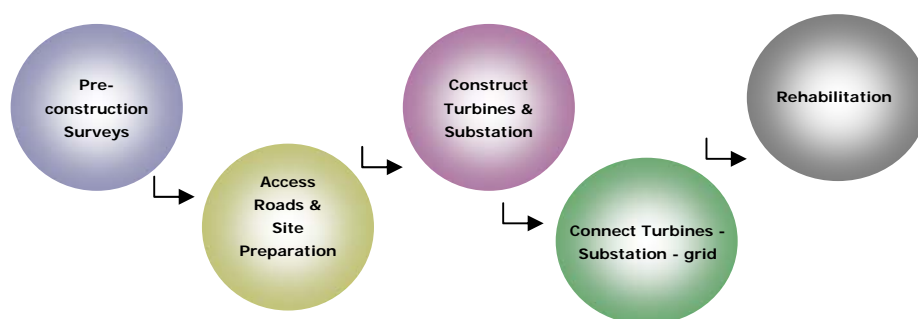 Pre-
construction
Surveys
Access
Roads &
Site
Preparation
Construct
Turbines &
Substation
Connect Turbines -
Substation - grid
Rehabilitation